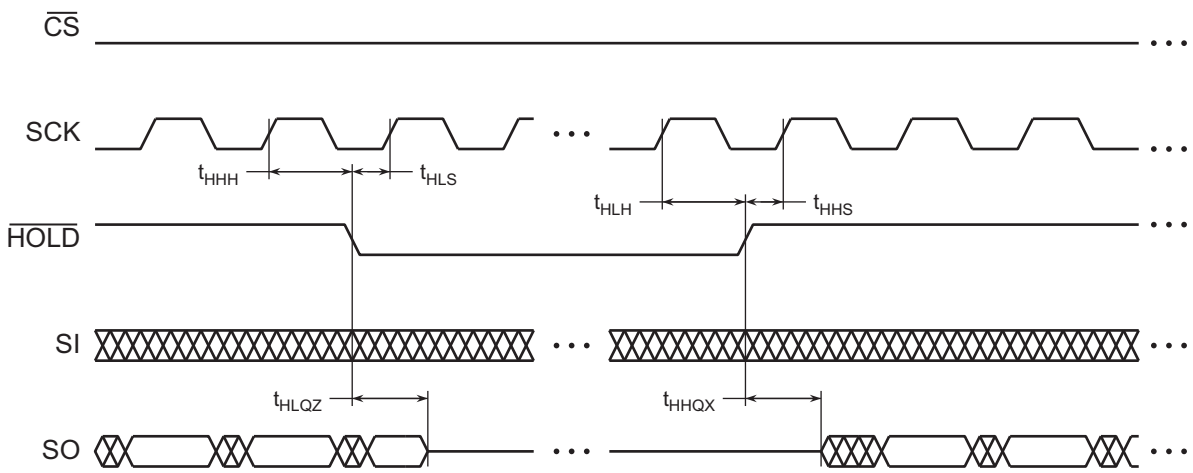 CS
SCK
tHHH
tHLS
tHLH
tHHS
HOLD
SI
tHLQZ
tHHQX
SO